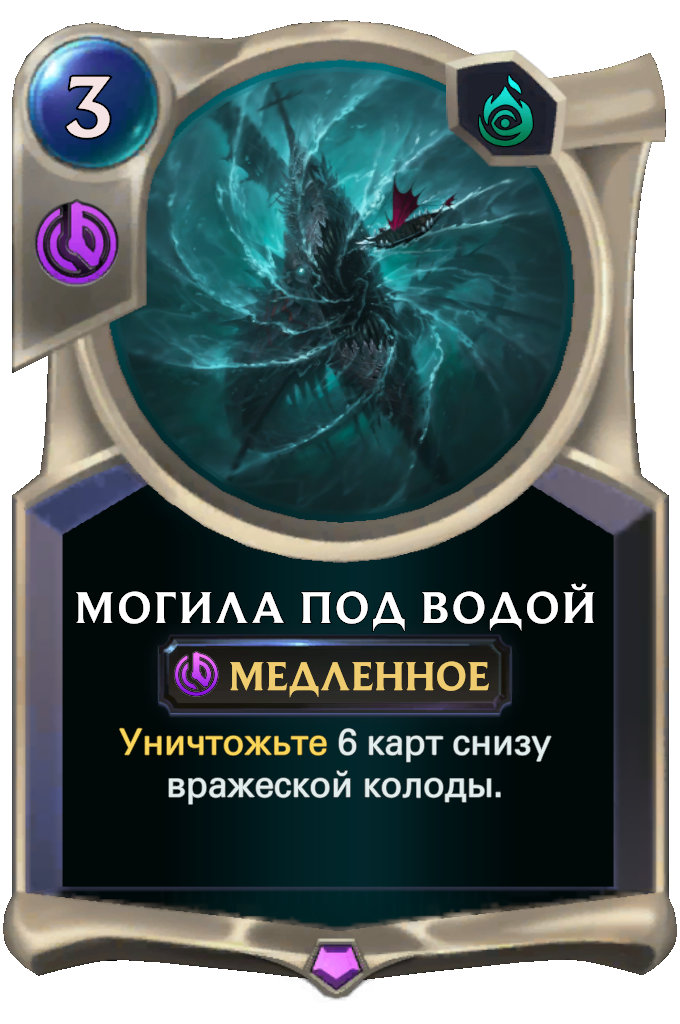 3
МОГИЛА ПОД ВОДОЙ
МЕДЛЕННОЕ
Уничтожьте 6 карт снизу
вражеской колоды.